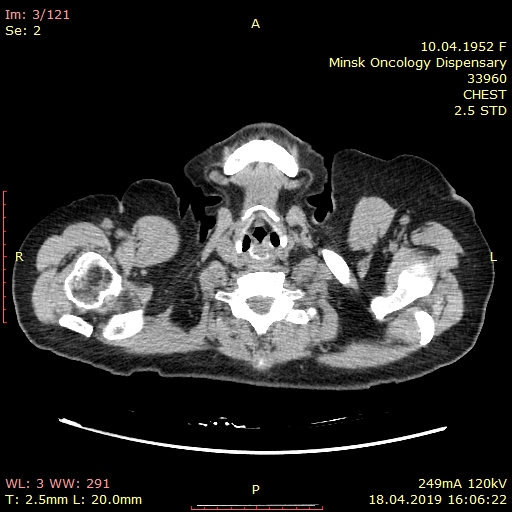 Im: 3/121
Se: 2
A
10.04.1952 F
Minsk Oncology Dispensary
33960
CHEST
2.5 STD
R
L
WL: 3 WW: 291
T: 2.5mm L: 20.0mm
P
249mA 120kV
18.04.2019 16:06:22